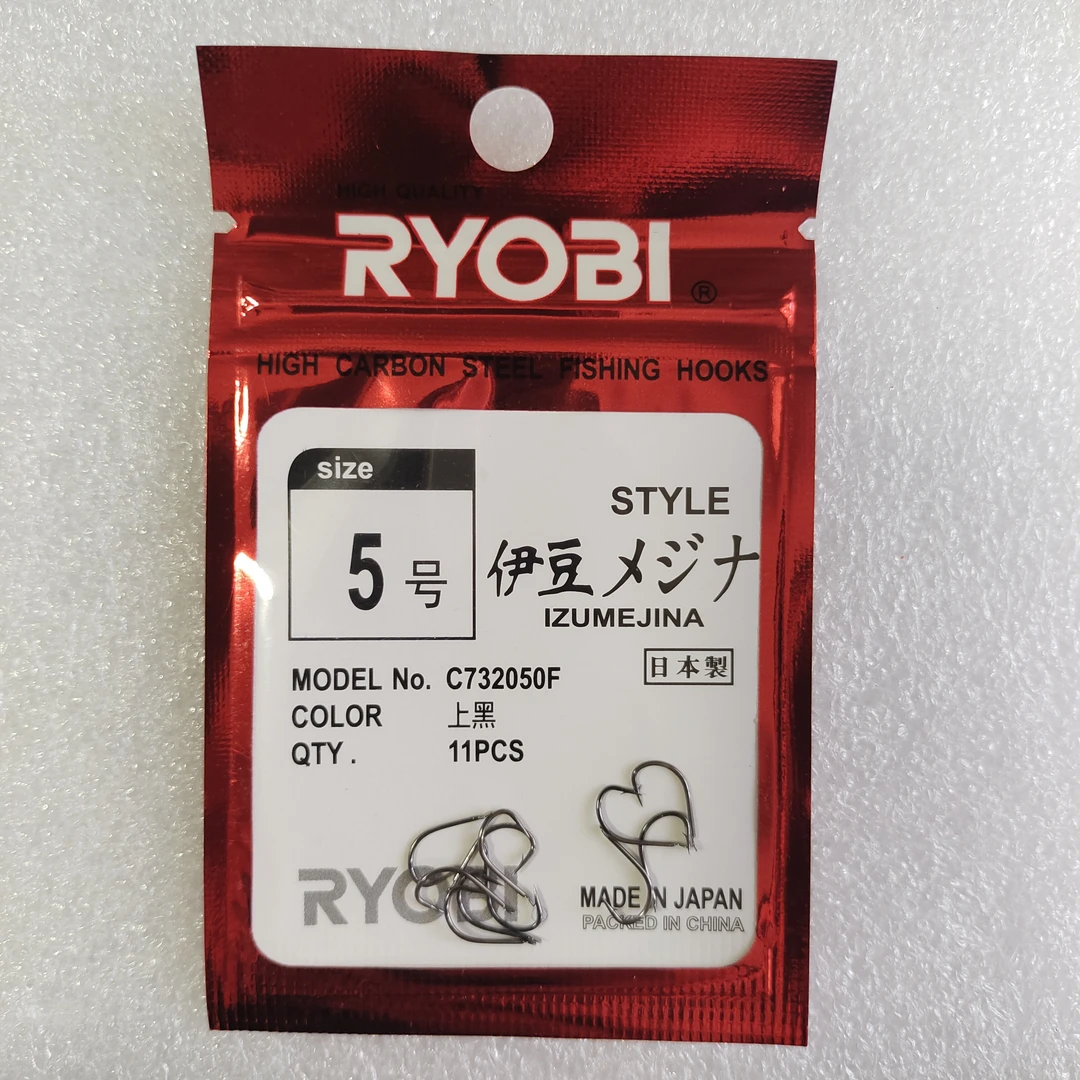 HIGH QUALITY
RYOBI®
HIGH CARBON STEEL FISHING HOOKS
size
5号
STYLE
伊豆メジナ
IZUMEJINA
日本製
MODEL No. C732050F
COLOR 上黑
QTY. 11PCS
RYOBI
MADE IN JAPAN
PACKED IN CHINA